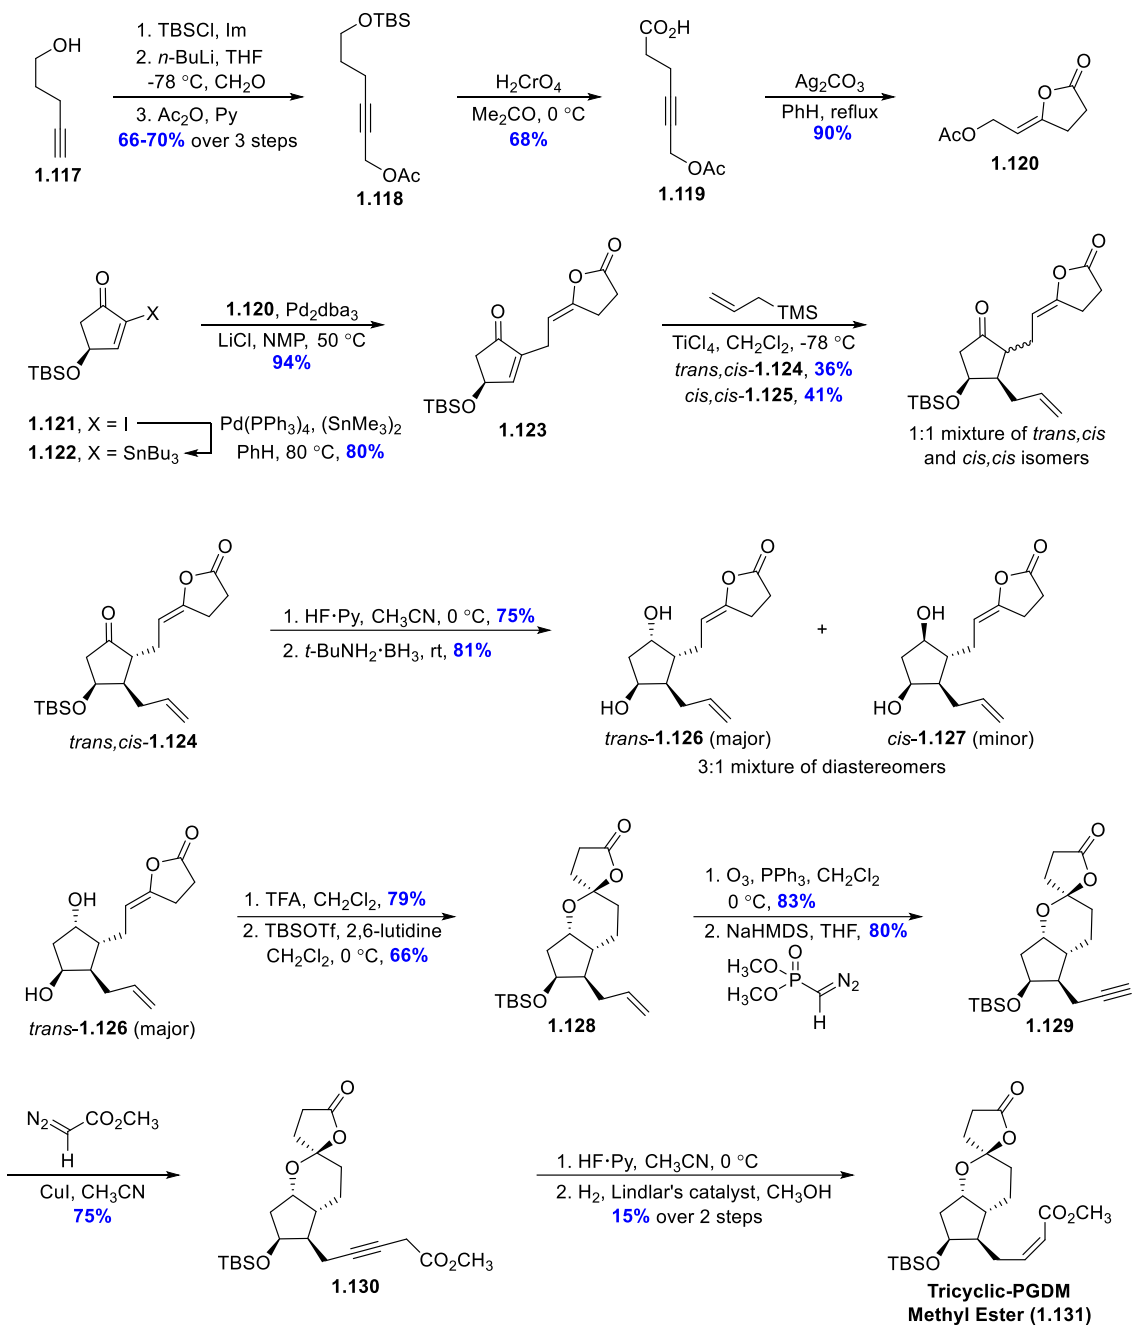 OH
1.117
1. TBSCl, Im
2. n-BuLi, THF
-78 °C, CH2O
3. Ac2O, Py
66-70% over 3 steps
OTBS
OAc
1.118
H2CrO4
Me2CO, 0 °C
68%
CO2H
OAc
1.119
Ag2CO3
PhH, reflux
90%
O
O
AcO
1.120
O
X
TBSO
1.121, X = I
1.122, X = SnBu3
Pd(PPh3)4, (SnMe3)2
PhH, 80 °C, 80%
1.120, Pd2dba3
LiCl, NMP, 50 °C
94%
O
O
O
TBSO
1.123
TMS
TiCl4, CH2Cl2, -78 °C
trans,cis-1.124, 36%
cis,cis-1.125, 41%
O
O
O
TBSO
1:1 mixture of trans,cis
and cis,cis isomers
O
O
O
TBSO
trans,cis-1.124
1. HF·Py, CH3CN, 0 °C, 75%
2. t-BuNH2·BH3, rt, 81%
O
O
OH
HO
trans-1.126 (major)
+
O
O
OH
HO
cis-1.127 (minor)
3:1 mixture of diastereomers
O
O
OH
HO
trans-1.126 (major)
1. TFA, CH2Cl2, 79%
2. TBSOTf, 2,6-lutidine
CH2Cl2, 0 °C, 66%
O
O
O
TBSO
1.128
1. O3, PPh3, CH2Cl2
0 °C, 83%
2. NaHMDS, THF, 80%
O
H3CO
P
N2
H3CO
H
O
O
O
TBSO
1.129
N2
CO2CH3
H
CuI, CH3CN
75%
O
O
O
TBSO
CO2CH3
1.130
1. HF·Py, CH3CN, 0 °C
2. H2, Lindlar's catalyst, CH3OH
15% over 2 steps
O
O
O
CO2CH3
TBSO
Tricyclic-PGDM
Methyl Ester (1.131)